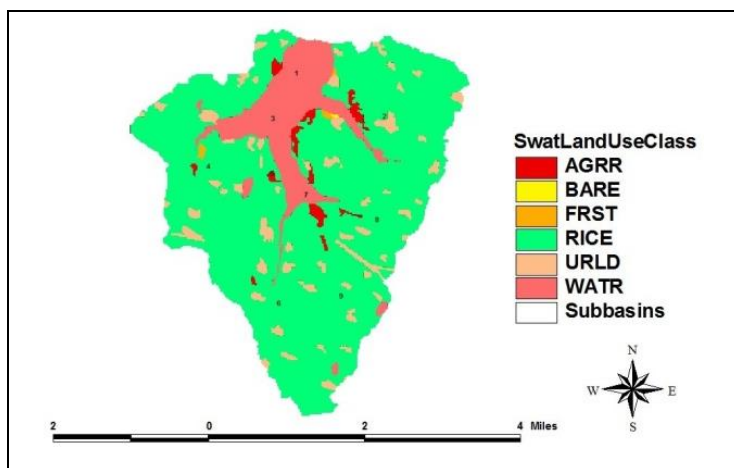 1
2
3
4
7
8
6
9
SwatLandUseClass
AGRR
BARE
FRST
RICE
URLD
WATR
Subbasins
N
W E
S
2 0 2 4 Miles